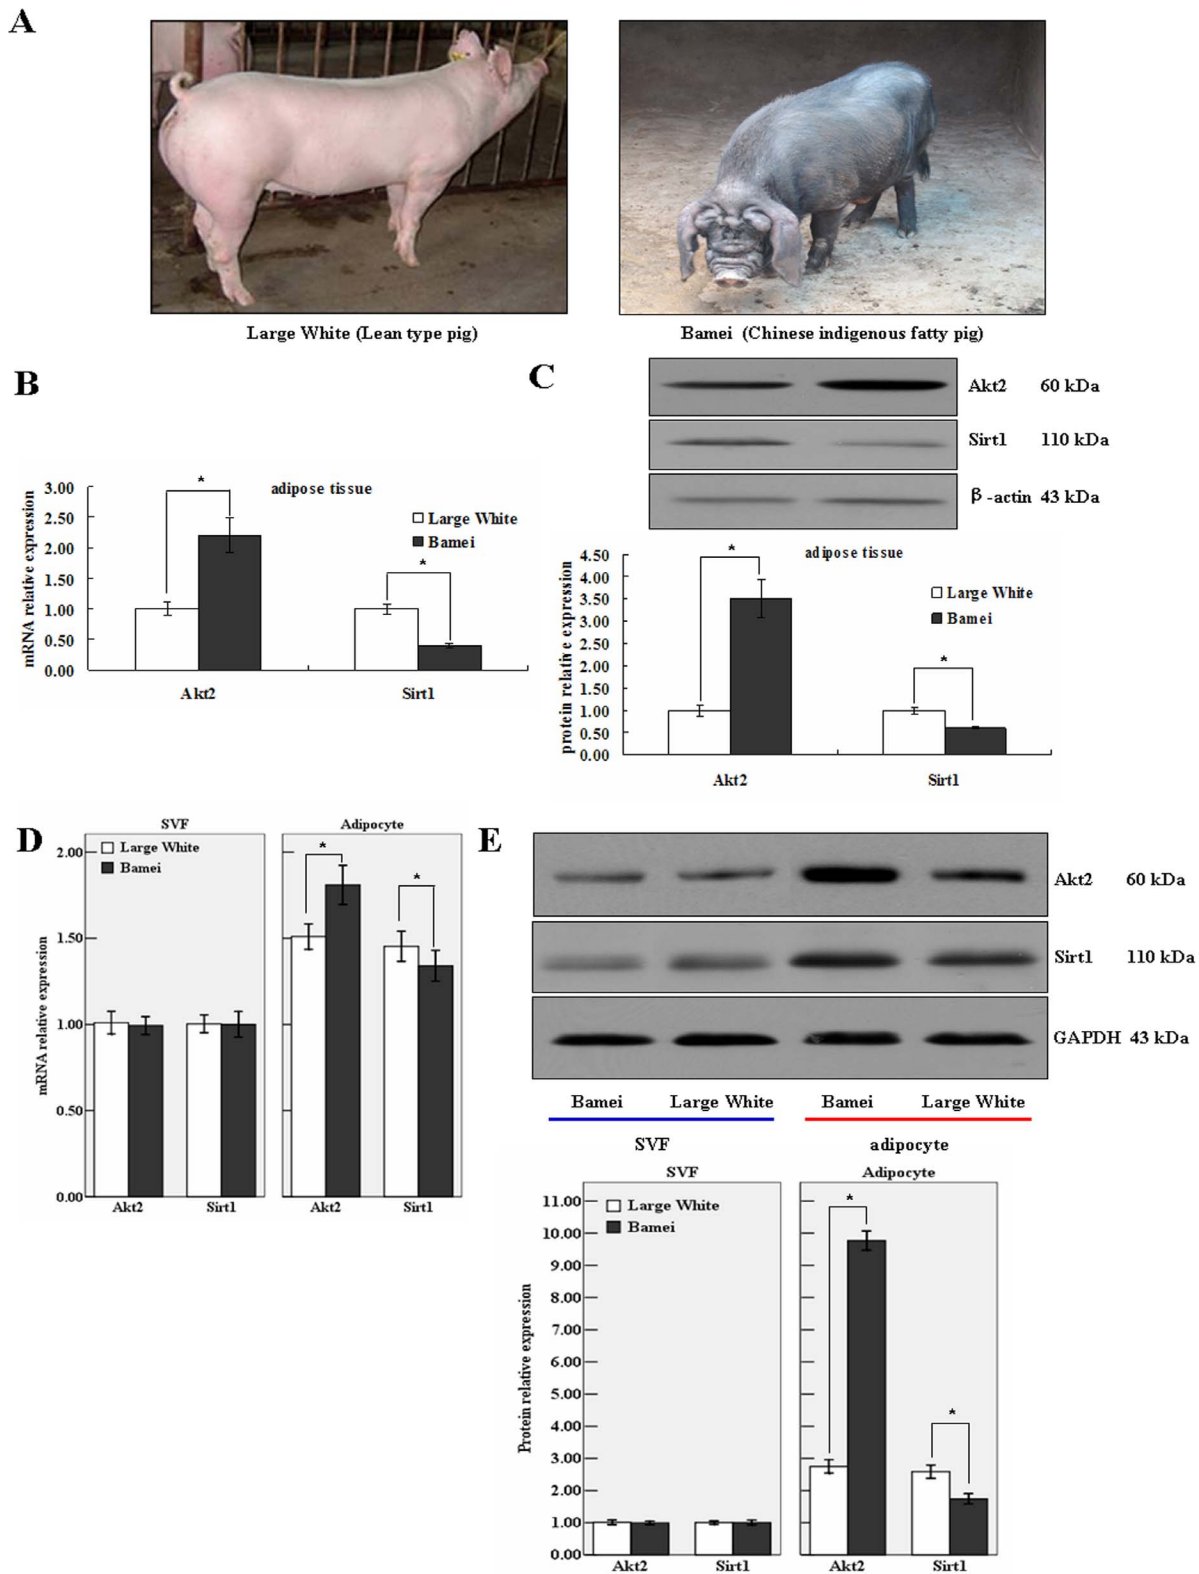 A
Large White (Lean type pig)
Bamei (Chinese indigenous fatty pig)
B
mRNA relative expression
3.00
2.50
2.00
1.50
1.00
0.50
0.00
adipose tissue
Large White
Bamei
*
*
Akt2
Sirt1
C
Akt2 60 kDa
Sirt1 110 kDa
β-actin 43 kDa
protein relative expression
4.50
4.00
3.50
3.00
2.50
2.00
1.50
1.00
0.50
0.00
adipose tissue
Large White
Bamei
*
*
Akt2
Sirt1
D
SVF
Adipocyte
mRNA relative expression
2.00
1.50
1.00
0.50
0.00
Large White
Bamei
*
*
Akt2
Sirt1
Akt2
Sirt1
E
Akt2 60 kDa
Sirt1 110 kDa
GAPDH 43 kDa
Bamei Large White Bamei Large White
SVF adipocyte
SVF
Adipocyte
Protein relative expression
11.00
10.00
9.00
8.00
7.00
6.00
5.00
4.00
3.00
2.00
1.00
0.00
Large White
Bamei
*
*
Akt2
Sirt1
Akt2
Sirt1